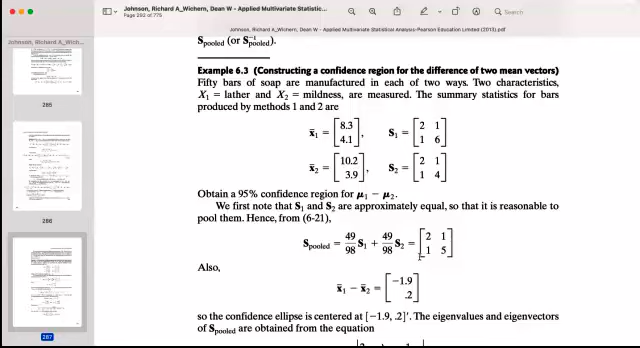 Johnson, Richard A_Wichern, Dean W - Applied Multivariate Statistic...
Page 292 of 775
Search
Johnson, Richard A_Wichern, Dean W - Applied Multivariate Statistical Analysis-Pearson Education Limited (2013).pdf
Johnson, Richard A_Wichern,...
285
286
287
S pooled (or S⁻¹ pooled).
Example 6.3 (Constructing a confidence region for the difference of two mean vectors)
Fifty bars of soap are manufactured in each of two ways. Two characteristics,
X₁ = lather and X₂ = mildness, are measured. The summary statistics for bars
produced by methods 1 and 2 are
x̄₁ = [8.3 4.1], S₁ = [2 1 1 6]
x̄₂ = [10.2 3.9], S₂ = [2 1 1 4]
Obtain a 95% confidence region for μ₁ − μ₂.
We first note that S₁ and S₂ are approximately equal, so that it is reasonable to
pool them. Hence, from (6-21),
S pooled = 49/98 S₁ + 49/98 S₂ = [2 1 1 5]
Also,
x̄₁ − x̄₂ = [−1.9 .2]
so the confidence ellipse is centered at [−1.9, .2]'. The eigenvalues and eigenvectors
of S pooled are obtained from the equation